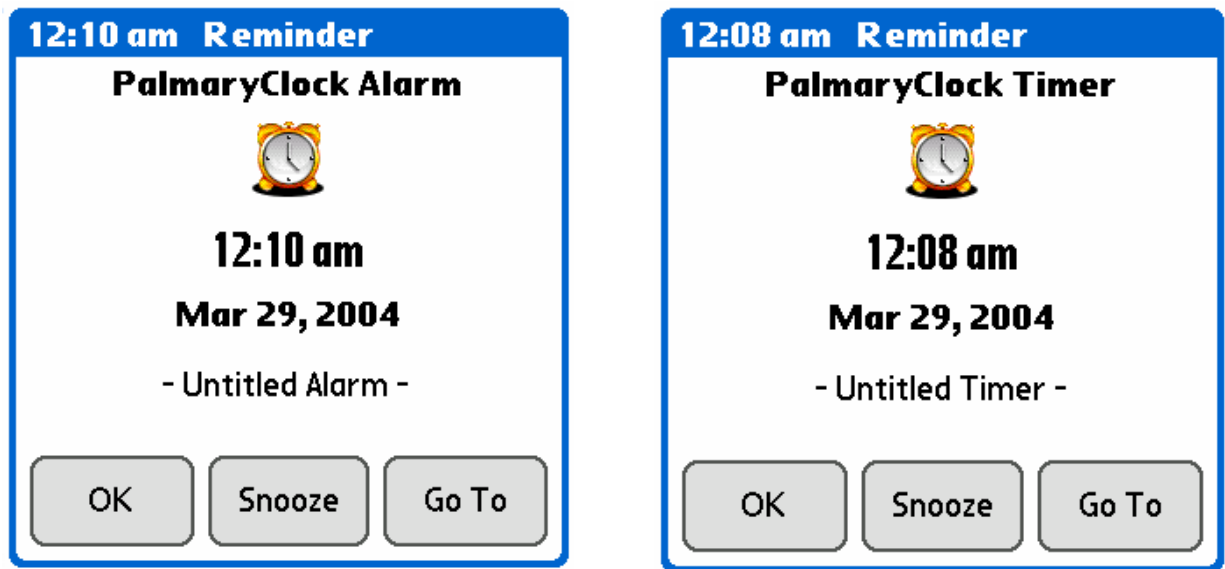 12:10 am Reminder
PalmaryClock Alarm
12:10 am
Mar 29, 2004
- Untitled Alarm -
OK Snooze Go To
12:08 am Reminder
PalmaryClock Timer
12:08 am
Mar 29, 2004
- Untitled Timer -
OK Snooze Go To